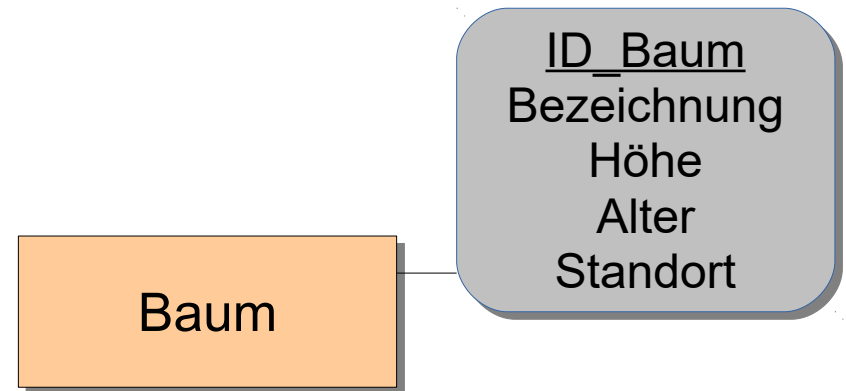 ID_Baum
Bezeichnung
Höhe
Alter
Standort
Baum